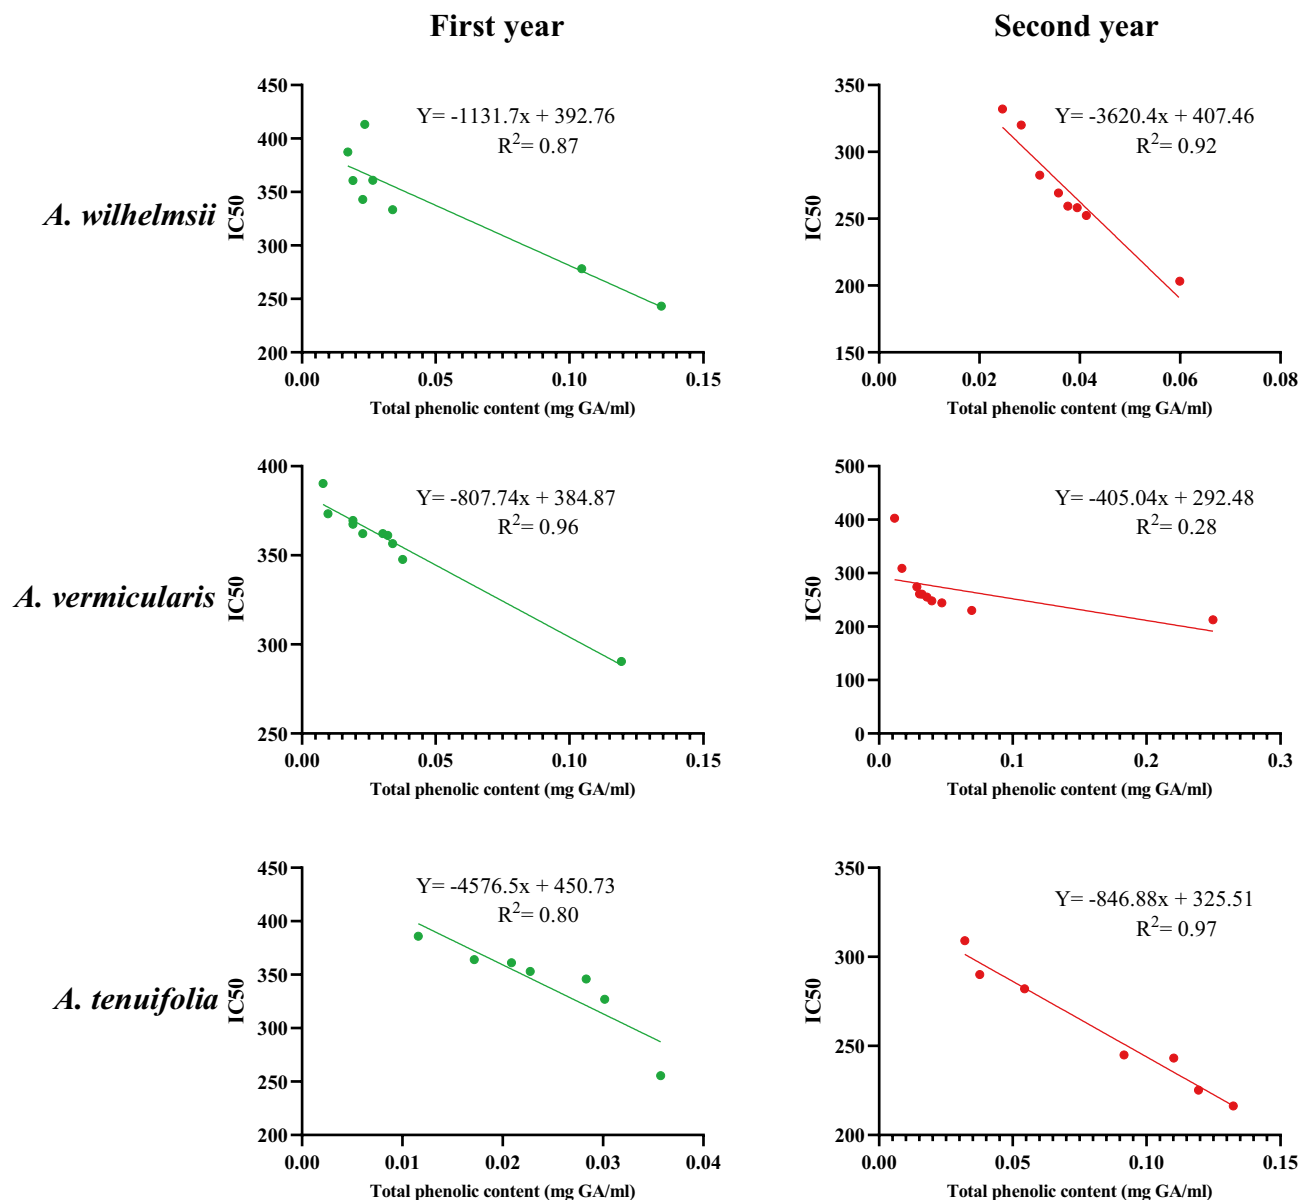 First year
Second year
A. wilhelmsii
IC50
450
400
350
300
250
200
Y= -1131.7x + 392.76
R²= 0.87
0.00
0.05
0.10
0.15
Total phenolic content (mg GA/ml)
IC50
350
300
250
200
150
Y= -3620.4x + 407.46
R²= 0.92
0.00
0.02
0.04
0.06
0.08
Total phenolic content (mg GA/ml)
A. vermicularis
IC50
400
350
300
250
Y= -807.74x + 384.87
R²= 0.96
0.00
0.05
0.10
0.15
Total phenolic content (mg GA/ml)
IC50
500
400
300
200
100
0
Y= -405.04x + 292.48
R²= 0.28
0.0
0.1
0.2
0.3
Total phenolic content (mg GA/ml)
A. tenuifolia
IC50
450
400
350
300
250
200
Y= -4576.5x + 450.73
R²= 0.80
0.00
0.01
0.02
0.03
0.04
Total phenolic content (mg GA/ml)
IC50
350
300
250
200
Y= -846.88x + 325.51
R²= 0.97
0.00
0.05
0.10
0.15
Total phenolic content (mg GA/ml)